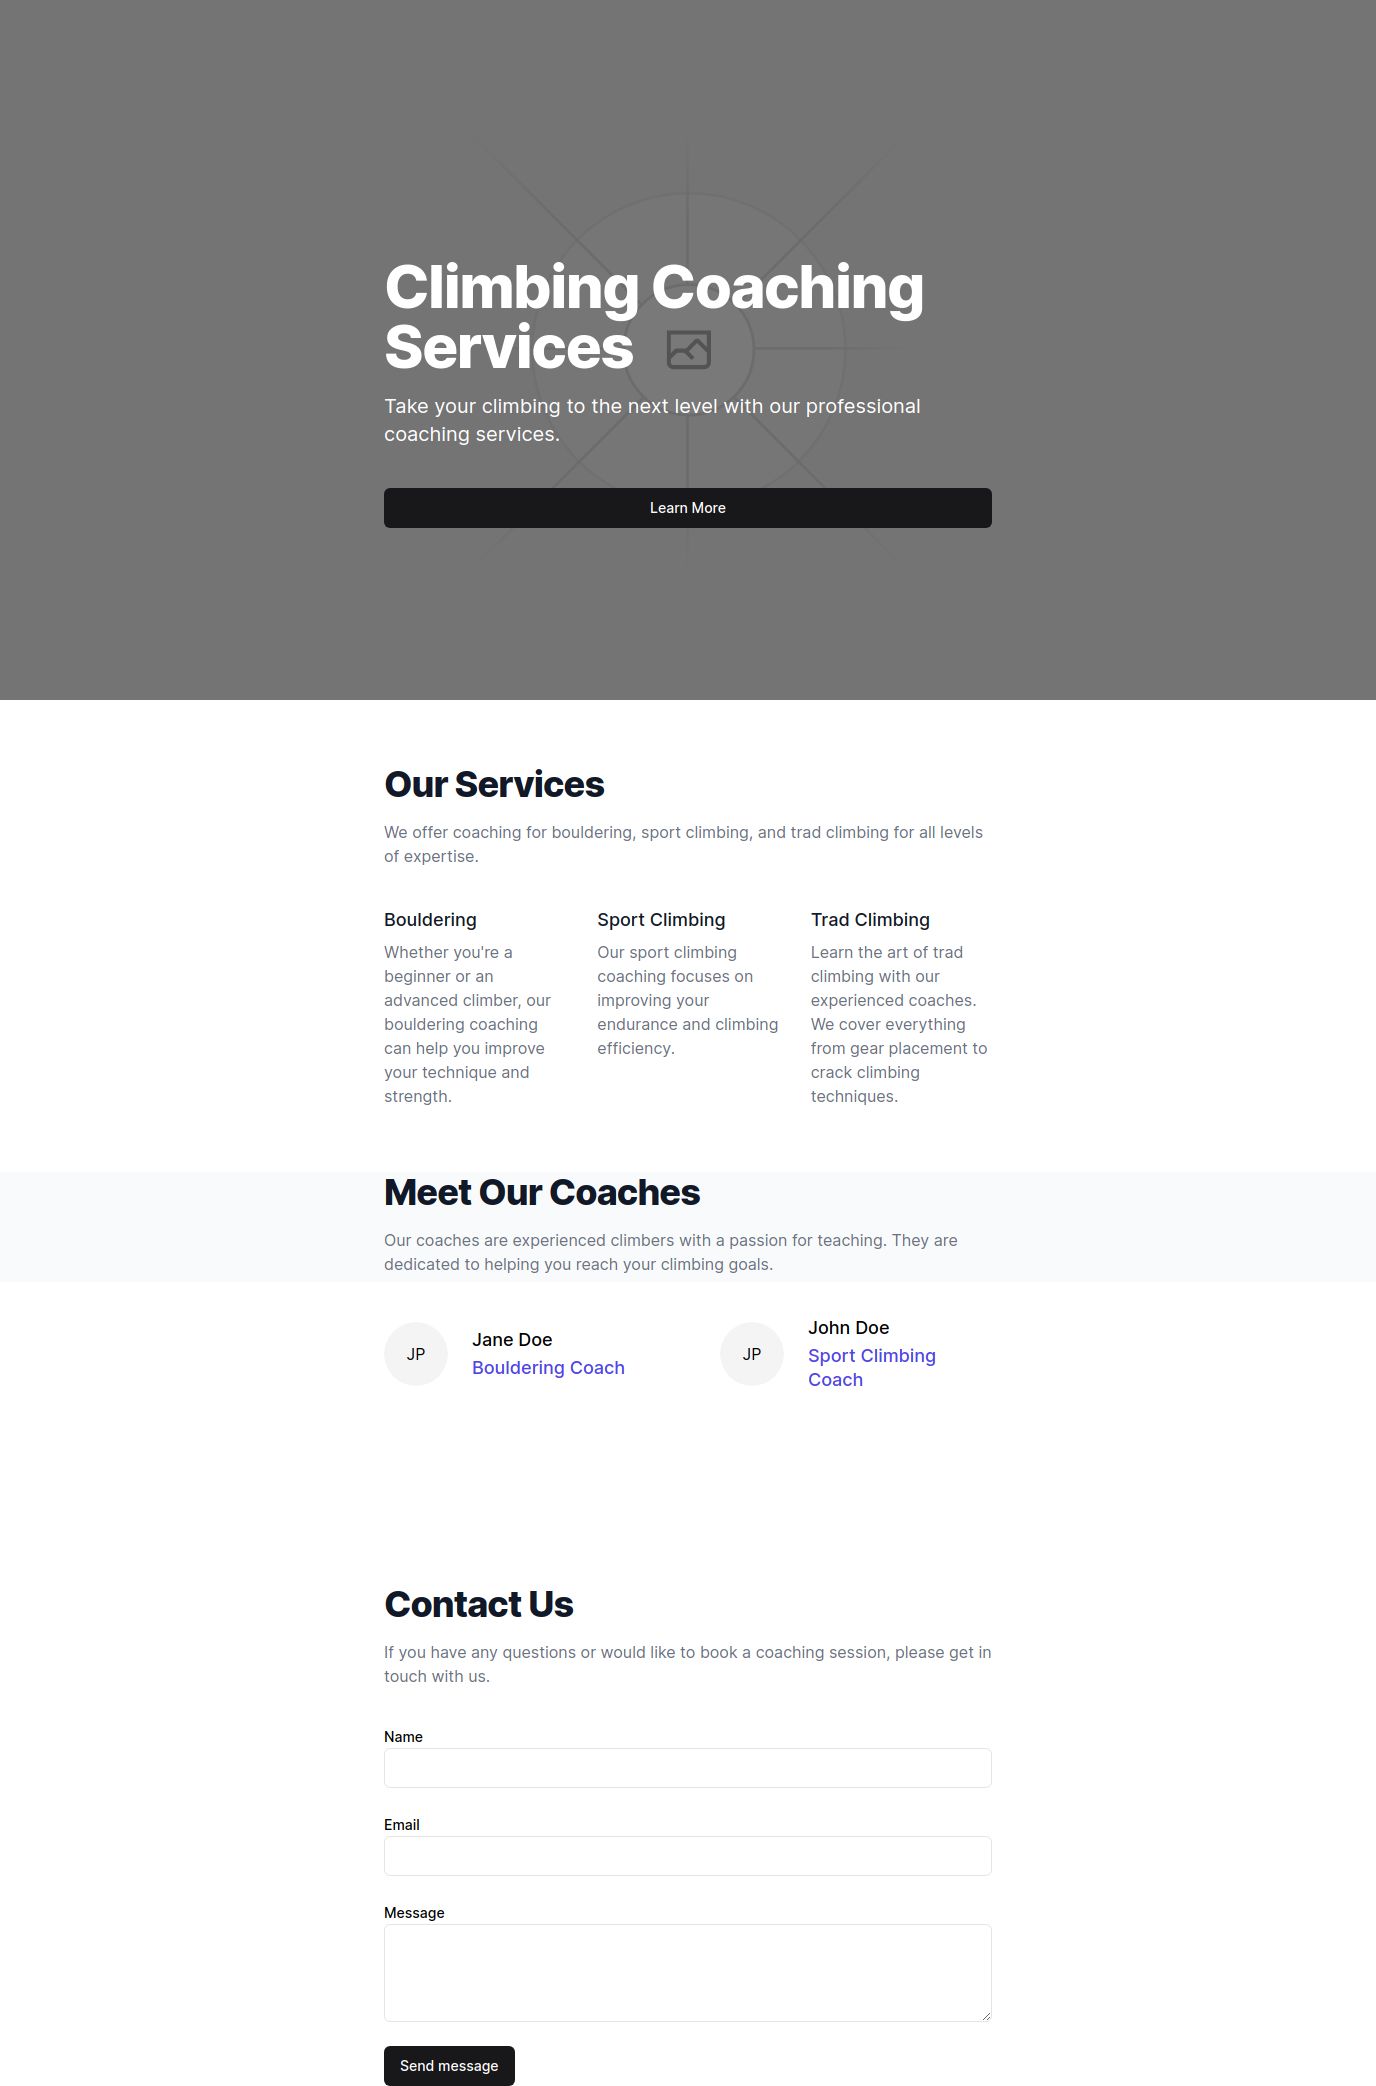 Climbing Coaching
Services
Take your climbing to the next level with our professional
coaching services.
Learn More
Our Services
We offer coaching for bouldering, sport climbing, and trad climbing for all levels
of expertise.
Bouldering
Whether you're a
beginner or an
advanced climber, our
bouldering coaching
can help you improve
your technique and
strength.
Sport Climbing
Our sport climbing
coaching focuses on
improving your
endurance and climbing
efficiency.
Trad Climbing
Learn the art of trad
climbing with our
experienced coaches.
We cover everything
from gear placement to
crack climbing
techniques.
Meet Our Coaches
Our coaches are experienced climbers with a passion for teaching. They are
dedicated to helping you reach your climbing goals.
JP
Jane Doe
Bouldering Coach
JP
John Doe
Sport Climbing
Coach
Contact Us
If you have any questions or would like to book a coaching session, please get in
touch with us.
Name
Email
Message
Send message